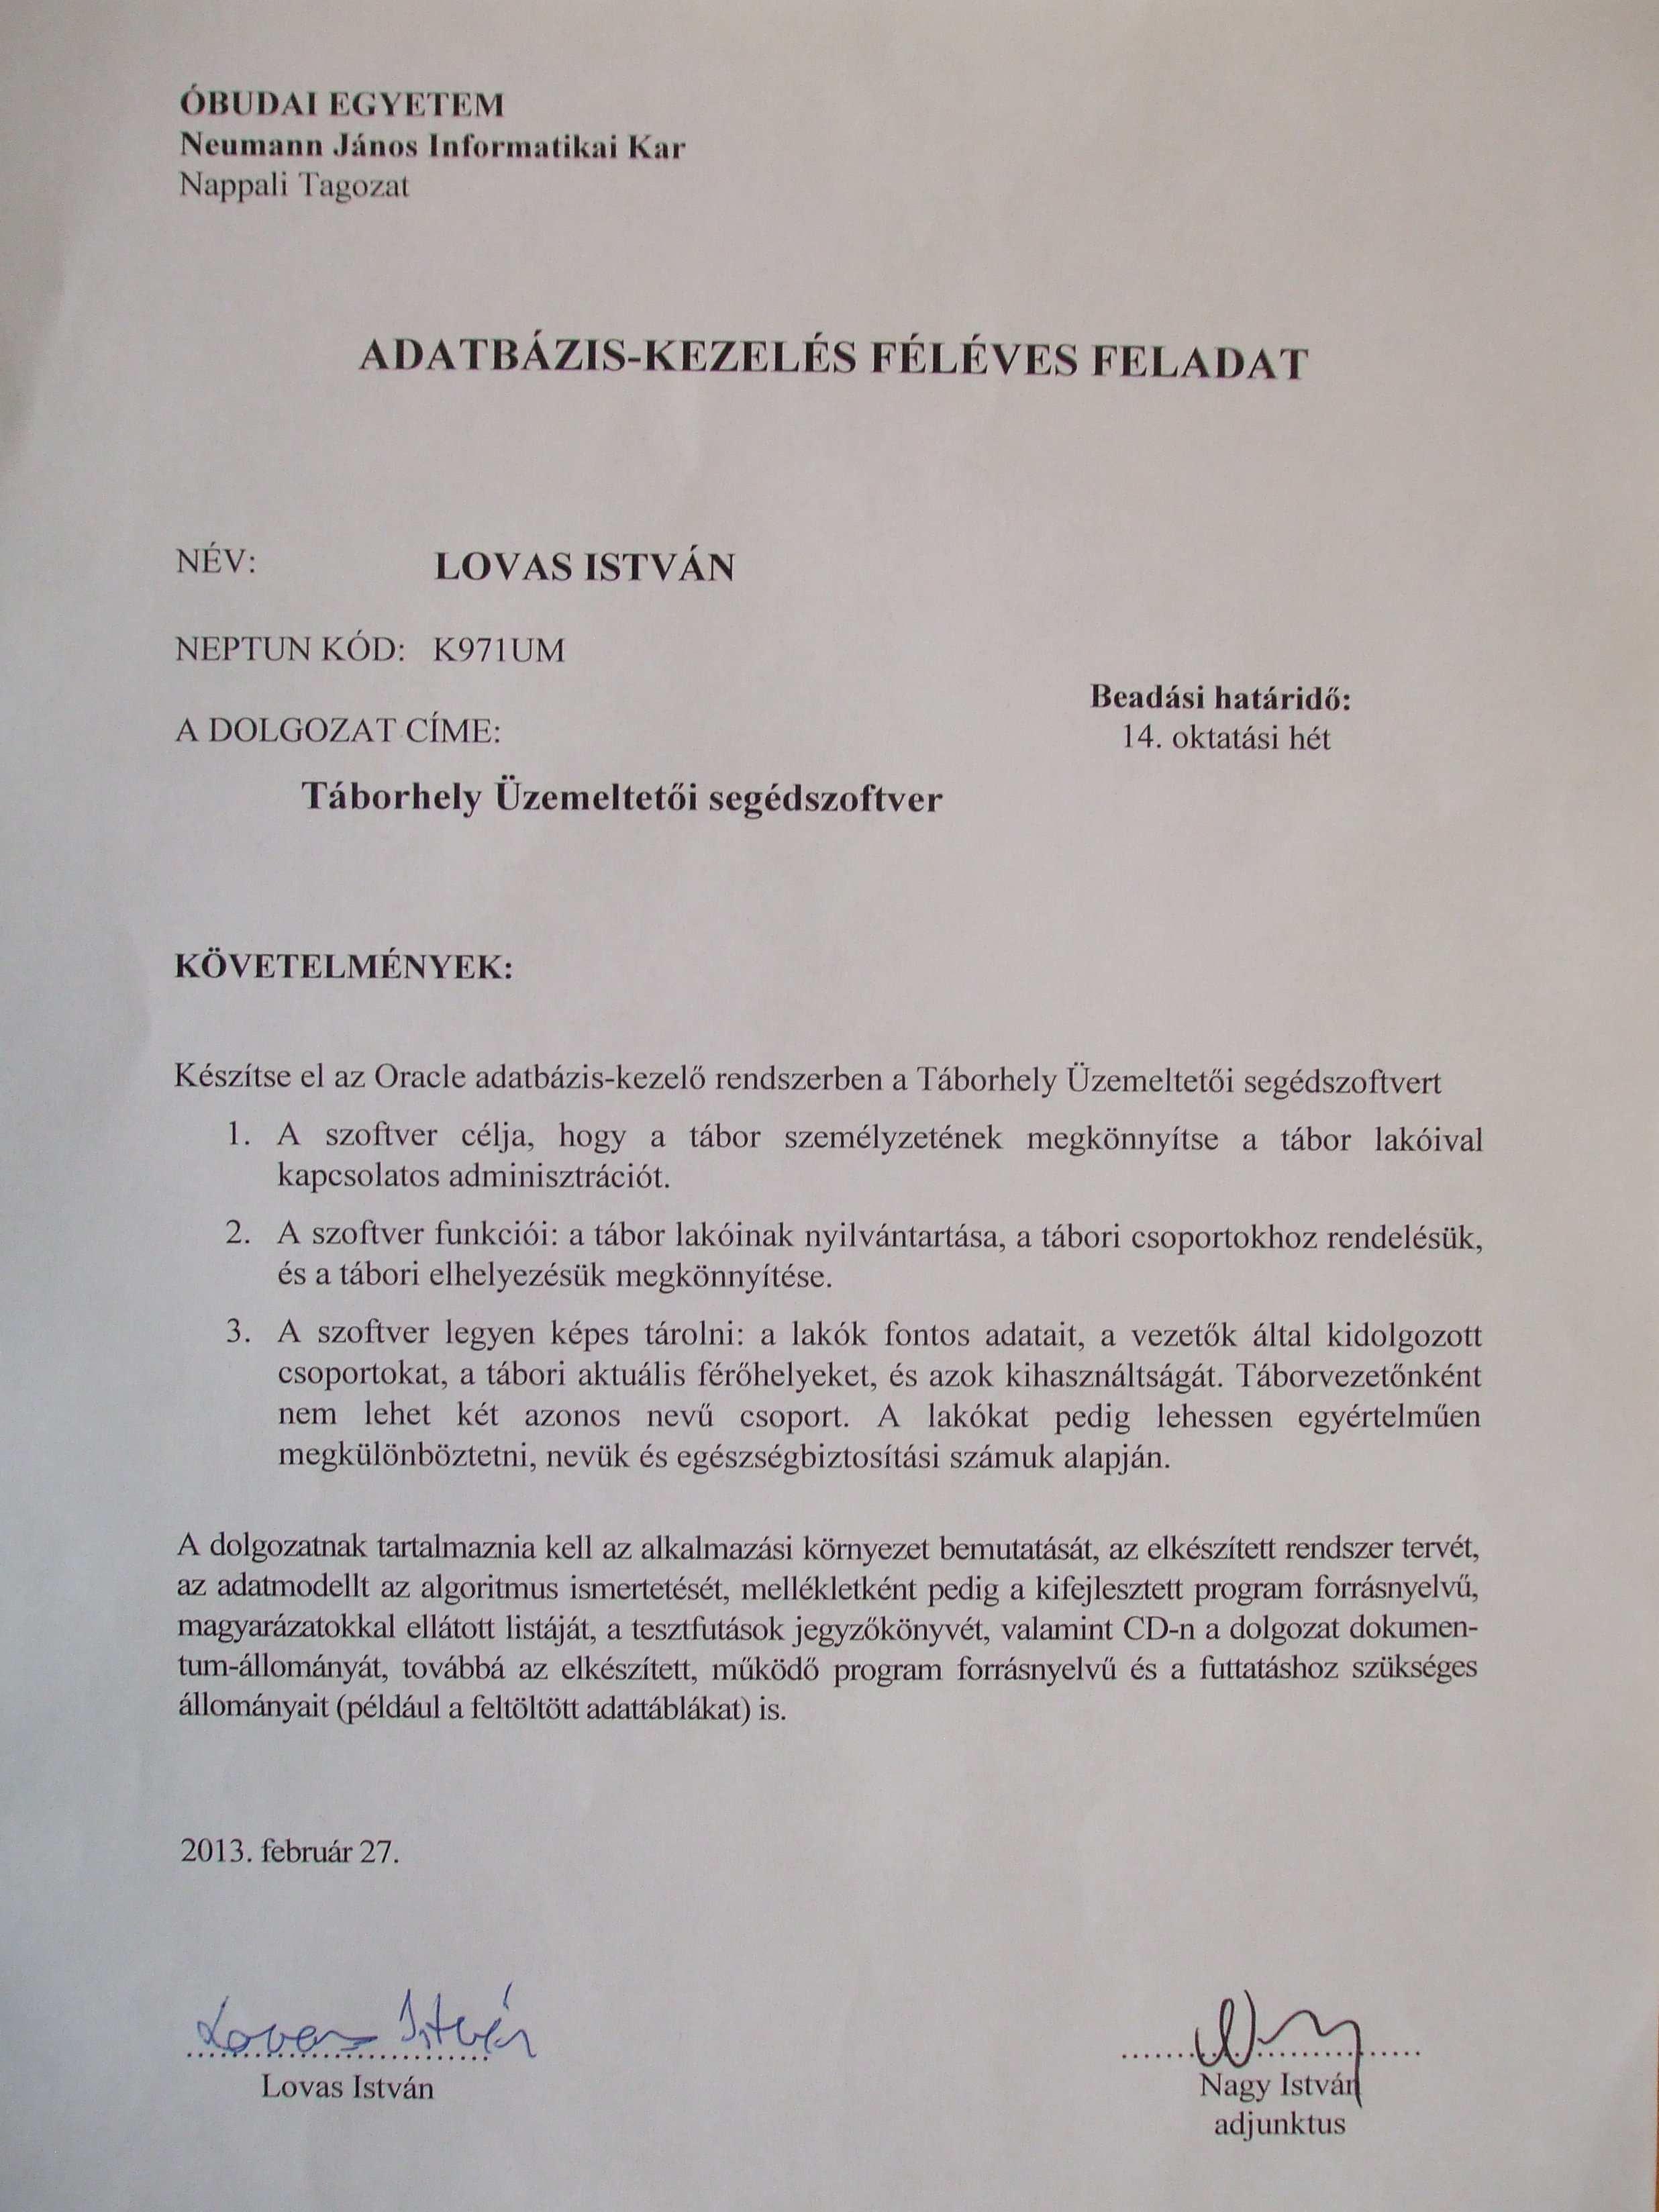 ÓBUDAI EGYETEM
Neumann János Informatikai Kar
Nappali Tagozat
ADATBÁZIS-KEZELÉS FÉLÉVES FELADAT
NÉV: LOVAS ISTVÁN
NEPTUN KÓD: K971UM
Beadási határidő:
14. oktatási hét
A DOLGOZAT CÍME:
Táborhely Üzemeltetői segédszoftver
KÖVETELMÉNYEK:
Készítse el az Oracle adatbázis-kezelő rendszerben a Táborhely Üzemeltetői segédszoftvert
1. A szoftver célja, hogy a tábor személyzetének megkönnyítse a tábor lakóival
kapcsolatos adminisztrációt.
2. A szoftver funkciói: a tábor lakóinak nyilvántartása, a tábori csoportokhoz rendelésük,
és a tábori elhelyezésük megkönnyítése.
3. A szoftver legyen képes tárolni: a lakók fontos adatait, a vezetők által kidolgozott
csoportokat, a tábori aktuális férőhelyeket, és azok kihasználtságát. Táborvezetőnként
nem lehet két azonos nevű csoport. A lakókat pedig lehessen egyértelműen
megkülönböztetni, nevük és egészségbiztosítási számuk alapján.
A dolgozatnak tartalmaznia kell az alkalmazási környezet bemutatását, az elkészített rendszer tervét,
az adatmodellt az algoritmus ismertetését, mellékletként pedig a kifejlesztett program forrásnyelvű,
magyarázatokkal ellátott listáját, a tesztfutások jegyzőkönyvét, valamint CD-n a dolgozat dokumen-
tum-állományát, továbbá az elkészített, működő program forrásnyelvű és a futtatáshoz szükséges
állományait (például a feltöltött adattáblákat) is.
2013. február 27.
Lovas István
Lovas István
Nagy István
adjunktus